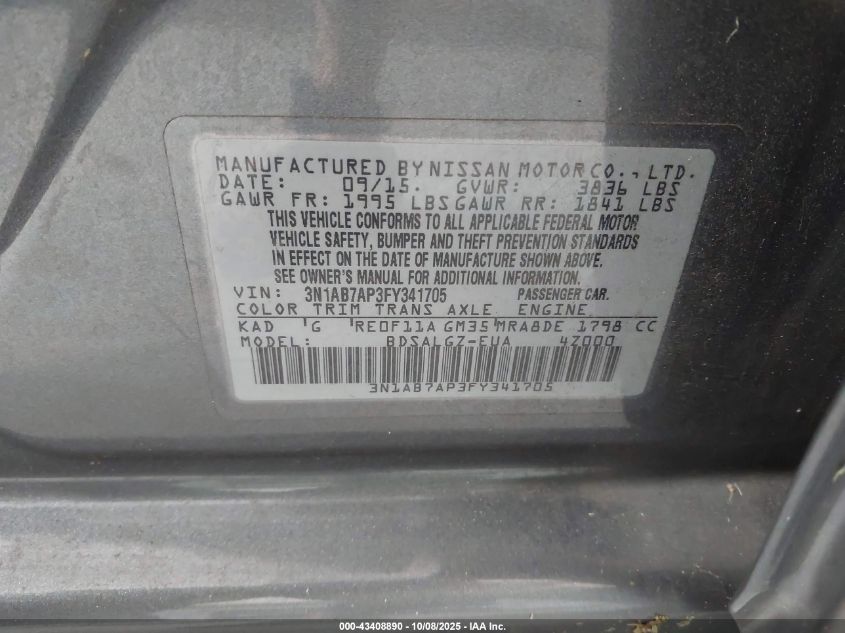 MANUFACTURED BY NISSAN MOTOR CO., LTD.
DATE: 09/15. GVWR: 3836 LBS
GAWR FR: 1995 LBS GAWR RR: 1841 LBS
THIS VEHICLE CONFORMS TO ALL APPLICABLE FEDERAL MOTOR
VEHICLE SAFETY, BUMPER AND THEFT PREVENTION STANDARDS
IN EFFECT ON THE DATE OF MANUFACTURE SHOWN ABOVE.
SEE OWNER'S MANUAL FOR ADDITIONAL INFORMATION.
VIN: 3N1AB7AP3FY341705 PASSENGER CAR.
COLOR TRIM TRANS AXLE ENGINE
KAD 'G 'RE0F11A GM35'MRA8DE 1798 CC
MODEL: BDSALGZ-EUA 4Z000
3N1AB7AP3FY341705
000-43408890 - 10/08/2025 - IAA Inc.